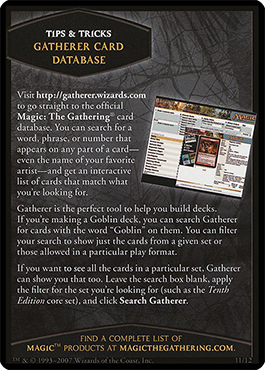 TIPS & TRICKS
GATHERER CARD
DATABASE
Visit http://gatherer.wizards.com
to go straight to the official
Magic: The Gathering® card
database. You can search for a
word, phrase, or number that
appears on any part of a card—
even the name of your favorite
artist—and get an interactive
list of cards that match what
you're looking for.
Gatherer is the perfect tool to help you build decks.
If you're making a Goblin deck, you can search Gatherer
for cards with the word "Goblin" on them. You can filter
your search to show just the cards from a given set or
those allowed in a particular play format.
If you want to see all the cards in a particular set, Gatherer
can show you that too. Leave the search box blank, apply
the filter for the set you're looking for (such as the Tenth
Edition core set), and click Search Gatherer.
FIND A COMPLETE LIST OF
MAGIC™ PRODUCTS AT MAGICTHEGATHERING.COM.
™ & © 1993–2007 Wizards of the Coast, Inc.
11/12